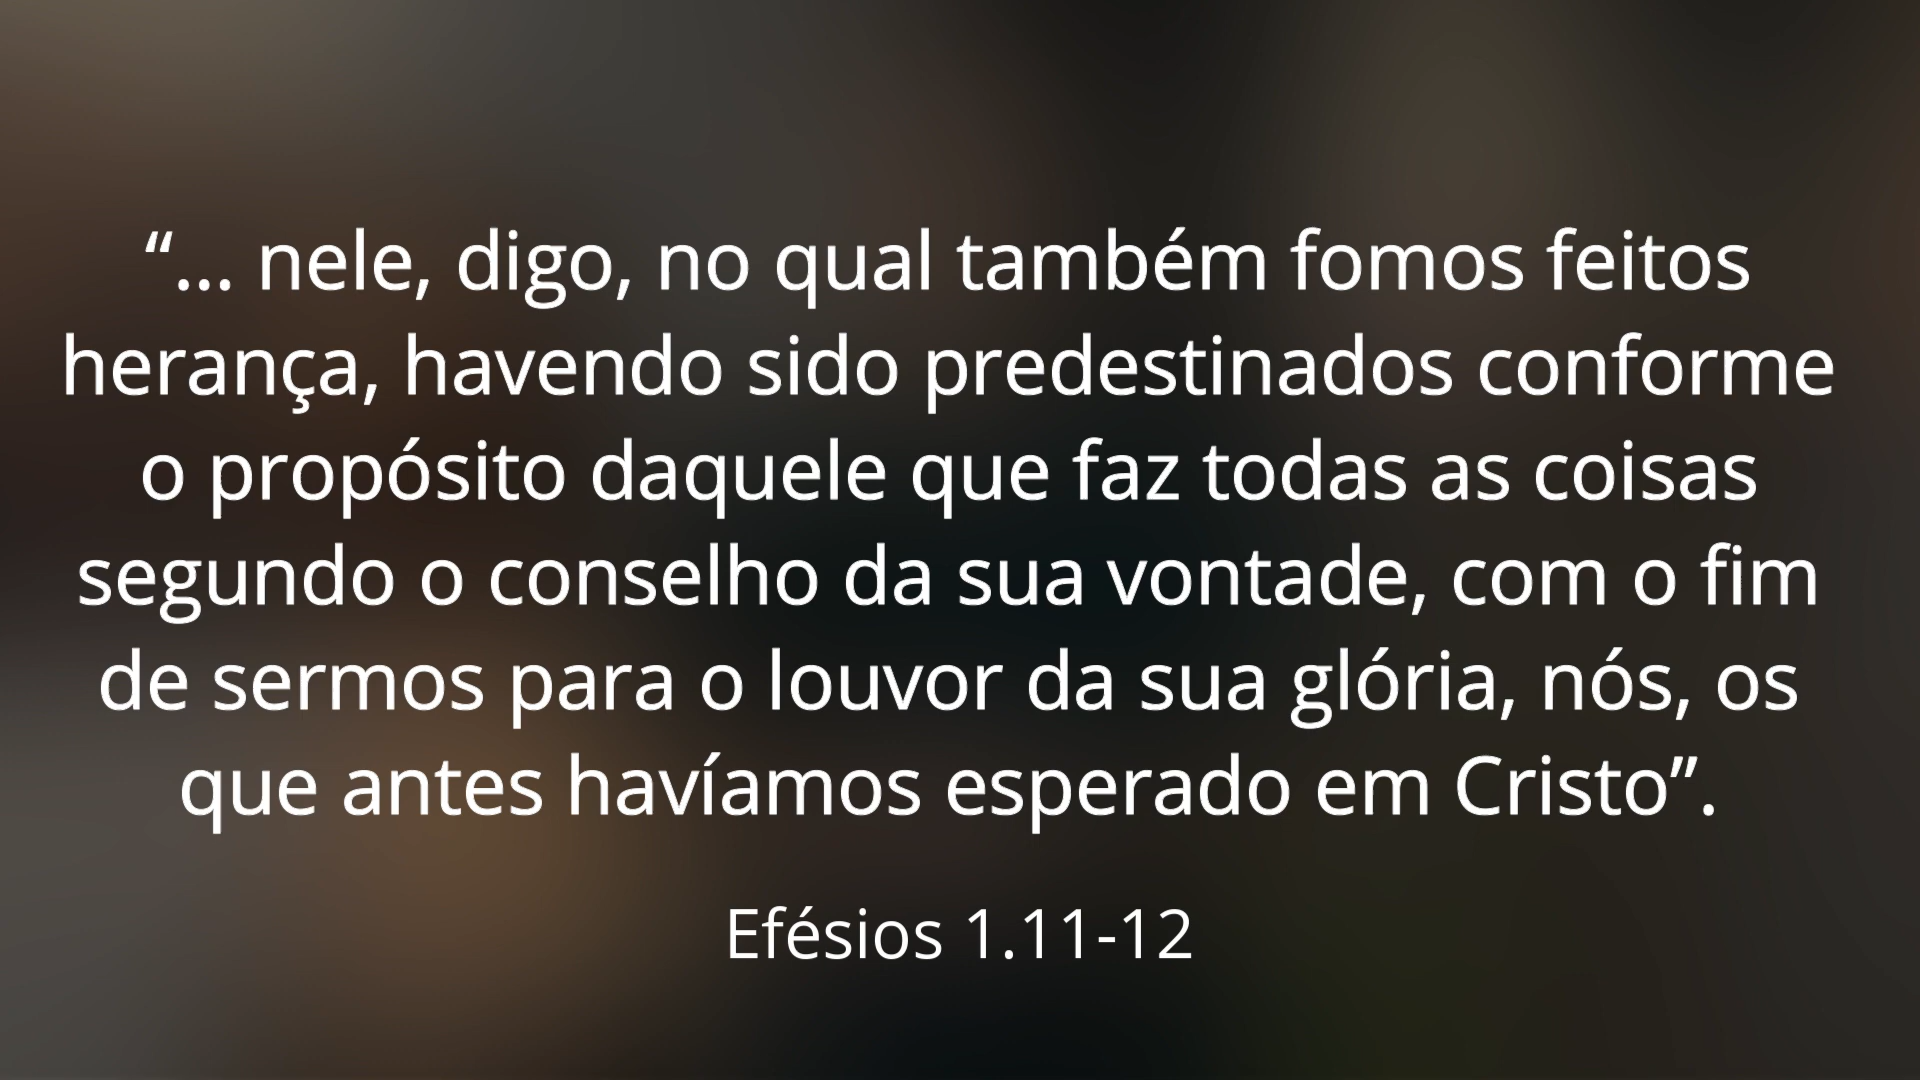 “... nele, digo, no qual também fomos feitos
herança, havendo sido predestinados conforme
o propósito daquele que faz todas as coisas
segundo o conselho da sua vontade, com o fim
de sermos para o louvor da sua glória, nós, os
que antes havíamos esperado em Cristo”.
Efésios 1.11-12